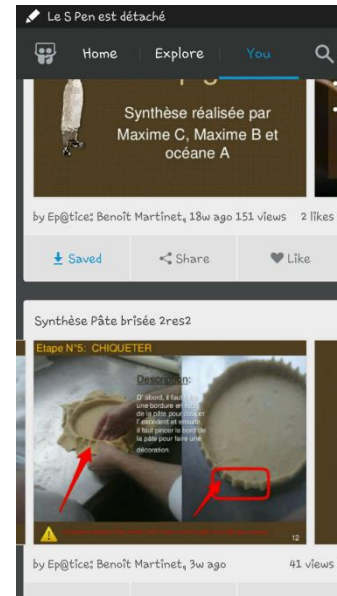 Le S Pen est détaché
Home Explore You
Synthèse réalisée par
Maxime C, Maxime B et
océane A
by Ep@tice: Benoît Martinet, 18w ago 151 views 2 likes
Saved Share Like
Synthèse Pâte brisée 2res2
Etape N°5: CHIQUETER
Description:
D'abord, il faut
une bordure en
de la pâte pour couper
l'excédent et ensuite
il faut pincer le bord de
la pâte pour faire une
décoration.
12
by Ep@tice: Benoît Martinet, 3w ago 41 views